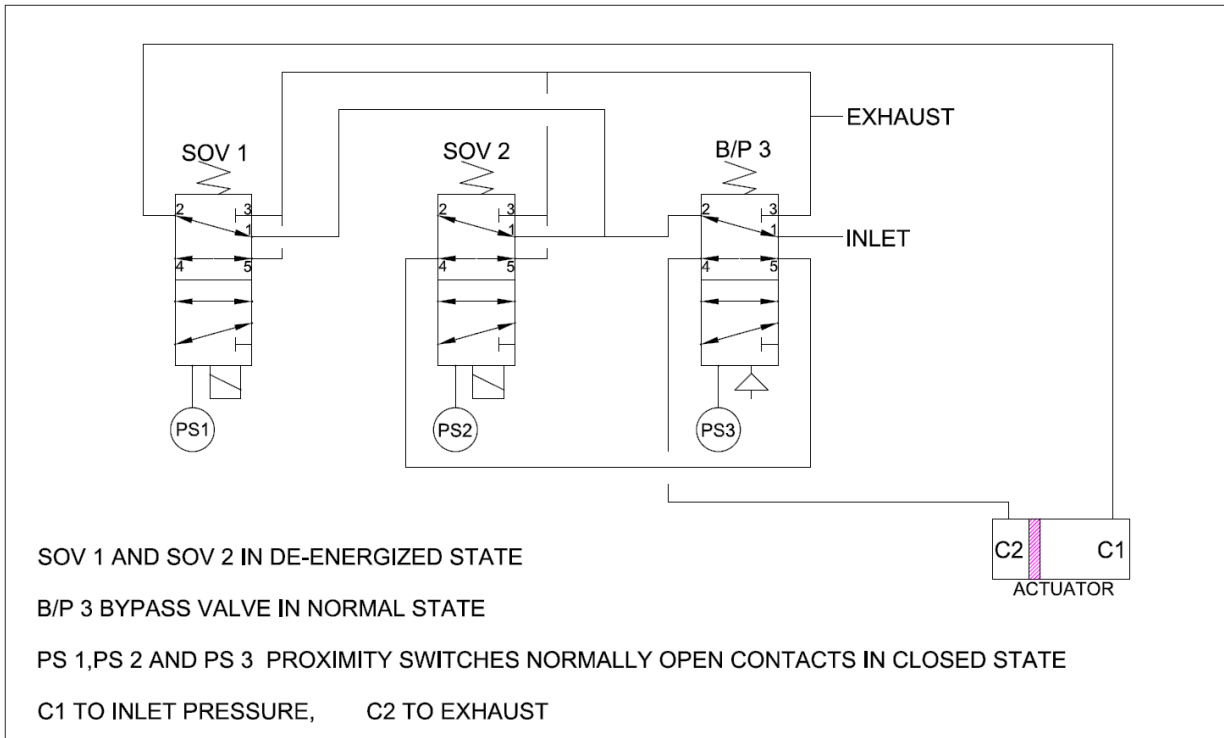 EXHAUST
SOV 1 SOV 2 B/P 3
2 3 2 3 2 3
1 1 1 INLET
4 5 4 5 4 5
PS1 PS2 PS3
C2 C1
ACTUATOR
SOV 1 AND SOV 2 IN DE-ENERGIZED STATE
B/P 3 BYPASS VALVE IN NORMAL STATE
PS 1,PS 2 AND PS 3 PROXIMITY SWITCHES NORMALLY OPEN CONTACTS IN CLOSED STATE
C1 TO INLET PRESSURE, C2 TO EXHAUST